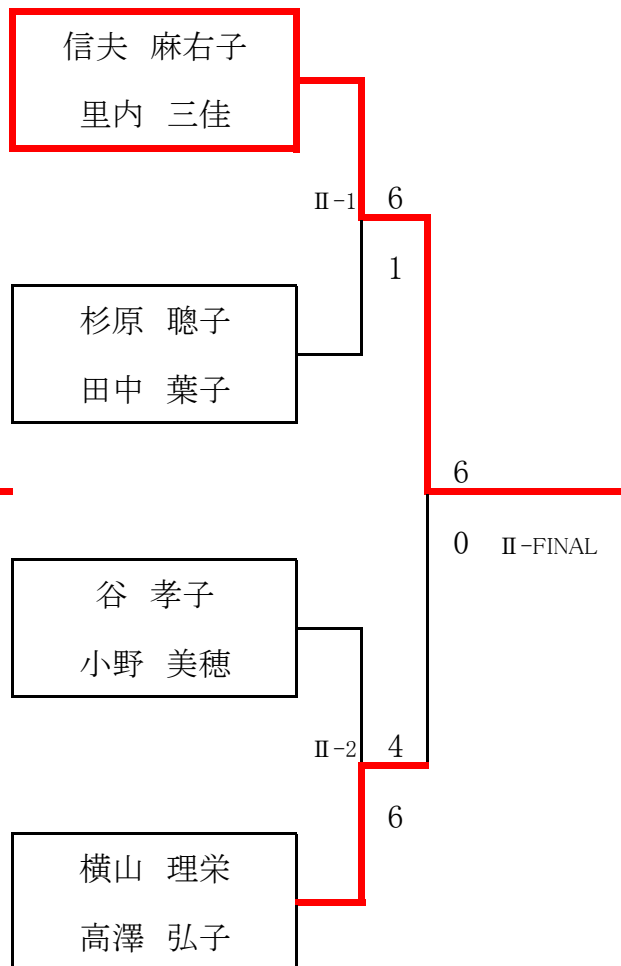 信夫 麻右子
里内 三佳
Ⅱ-1 6
1
杉原 聰子
田中 葉子
6
0 Ⅱ-FINAL
谷 孝子
小野 美穂
Ⅱ-2 4
6
横山 理栄
高澤 弘子